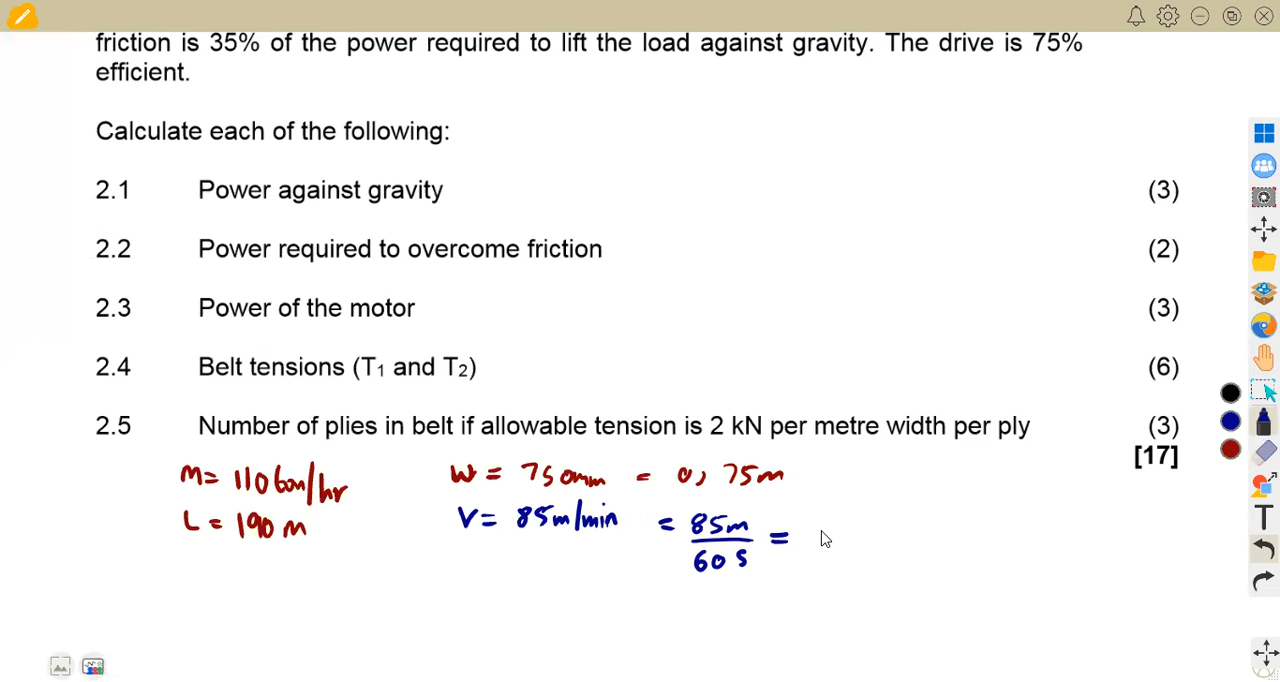 friction is 35% of the power required to lift the load against gravity. The drive is 75%
efficient.
Calculate each of the following:
2.1 Power against gravity (3)
2.2 Power required to overcome friction (2)
2.3 Power of the motor (3)
2.4 Belt tensions (T₁ and T₂) (6)
2.5 Number of plies in belt if allowable tension is 2 kN per metre width per ply (3)
[17]
M= 110 ton/hr W = 750mm = 0,75m
L = 190 m V = 85m/min = 85m/60s =
T